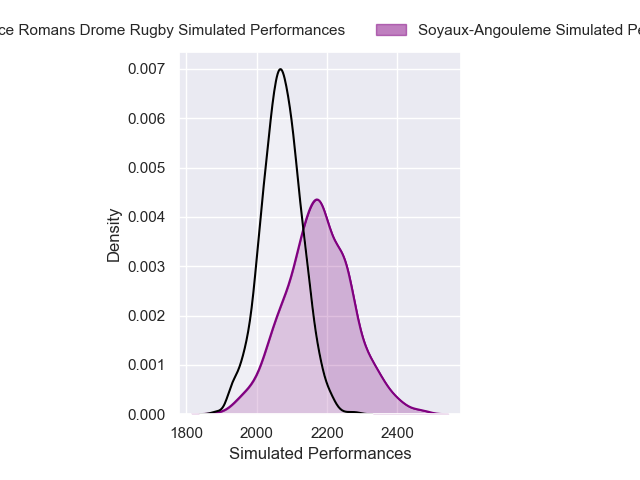 ce Romans Drome Rugby Simulated Performances
Soyaux-Angouleme Simulated Pe
0.007
0.006
0.005
0.004
0.003
0.002
0.001
0.000
Density
1800 2000 2200 2400
Simulated Performances